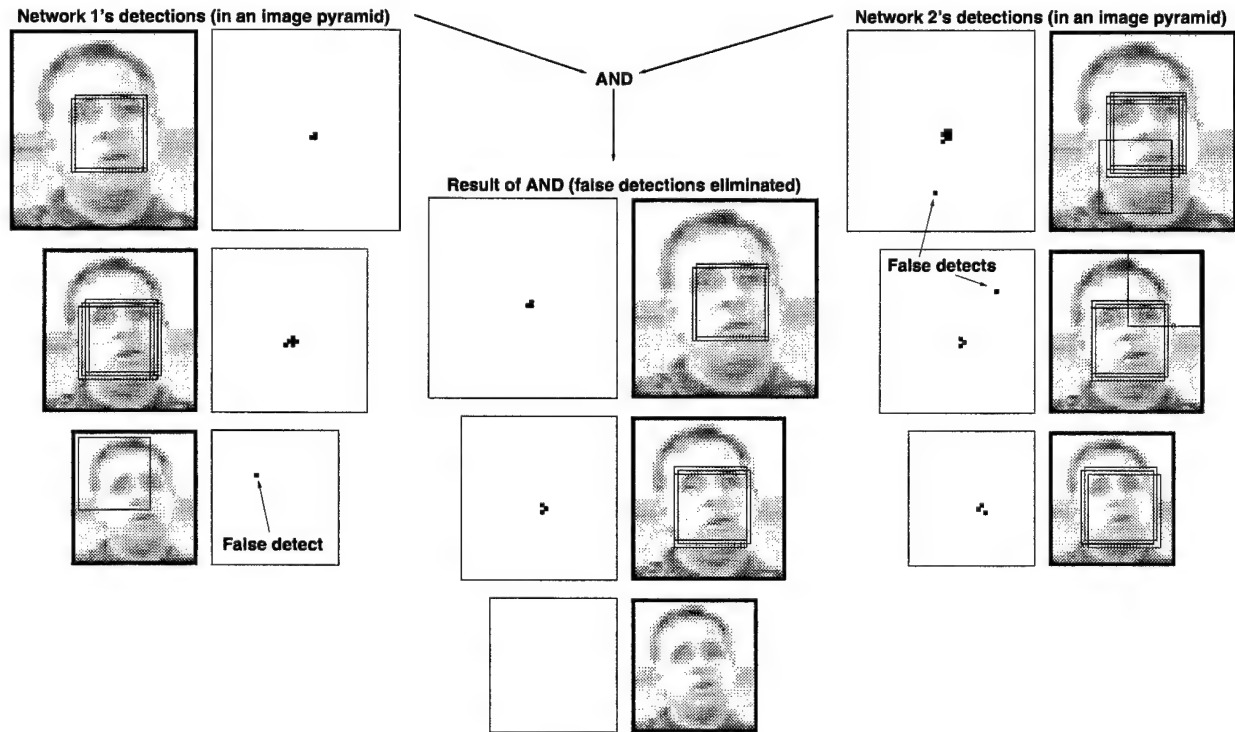 Network 1's detections (in an image pyramid)
Network 2's detections (in an image pyramid)
AND
Result of AND (false detections eliminated)
False detects
False detect